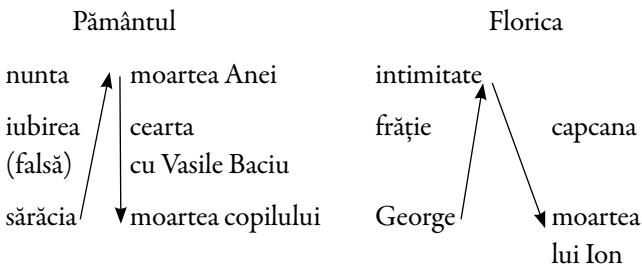 Pământul Florica
nunta moartea Anei intimitate
iubirea cearta frăție capcana
(falsă) cu Vasile Baciu
sărăcia moartea copilului George moartea
lui Ion